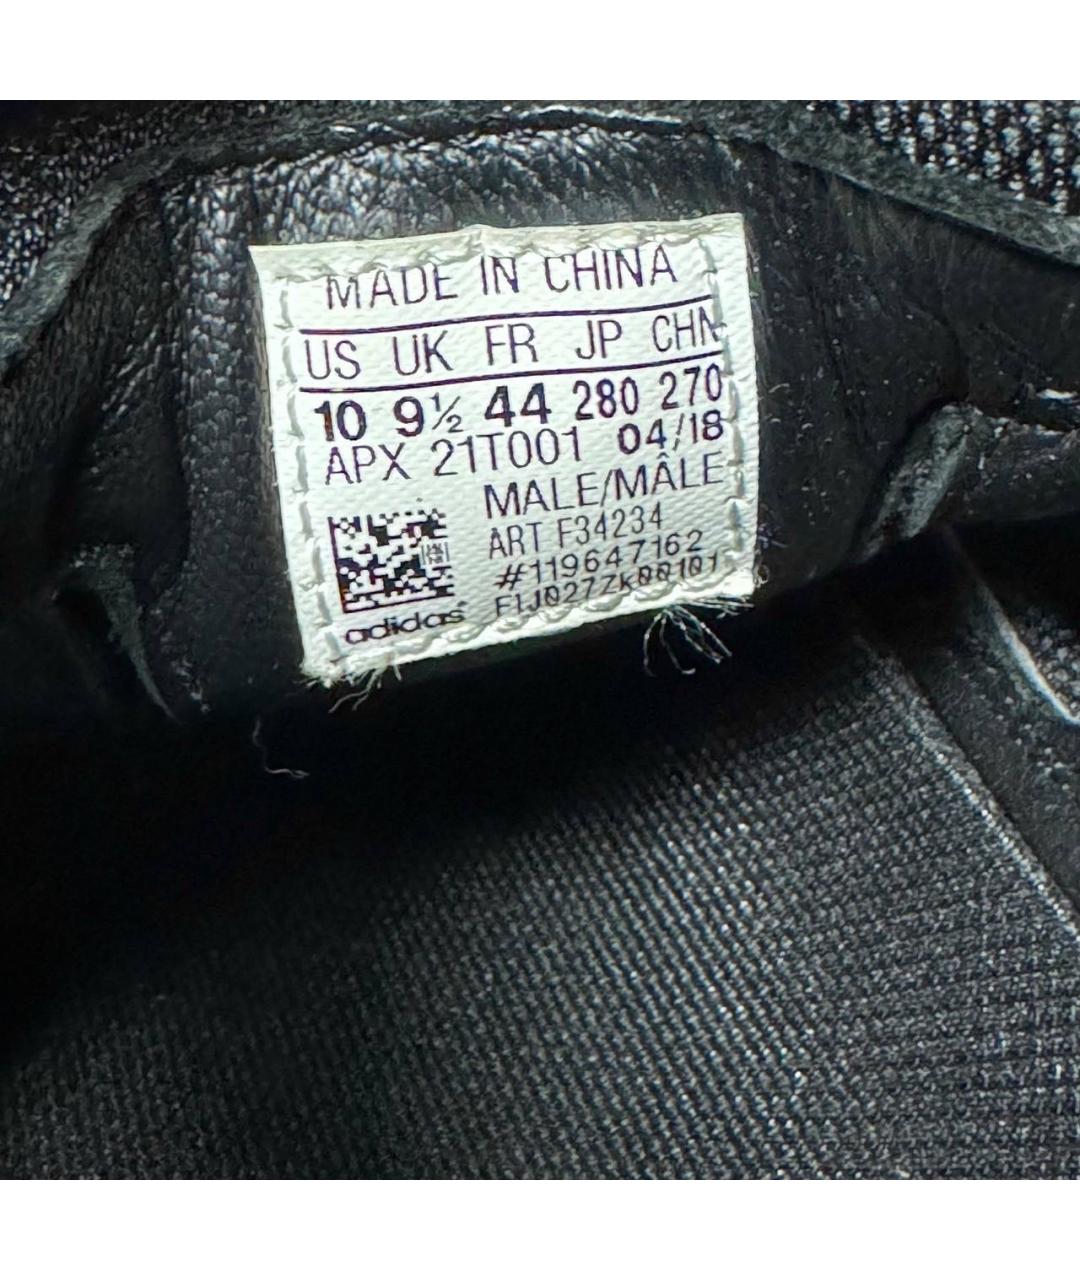 MADE IN CHINA
US UK FR JP CHN
10 9½ 44 280 270
APX 21T001 04/18
MALE/MÂLE
ART F34234
#119647162
F1J027ZK00101
adidas